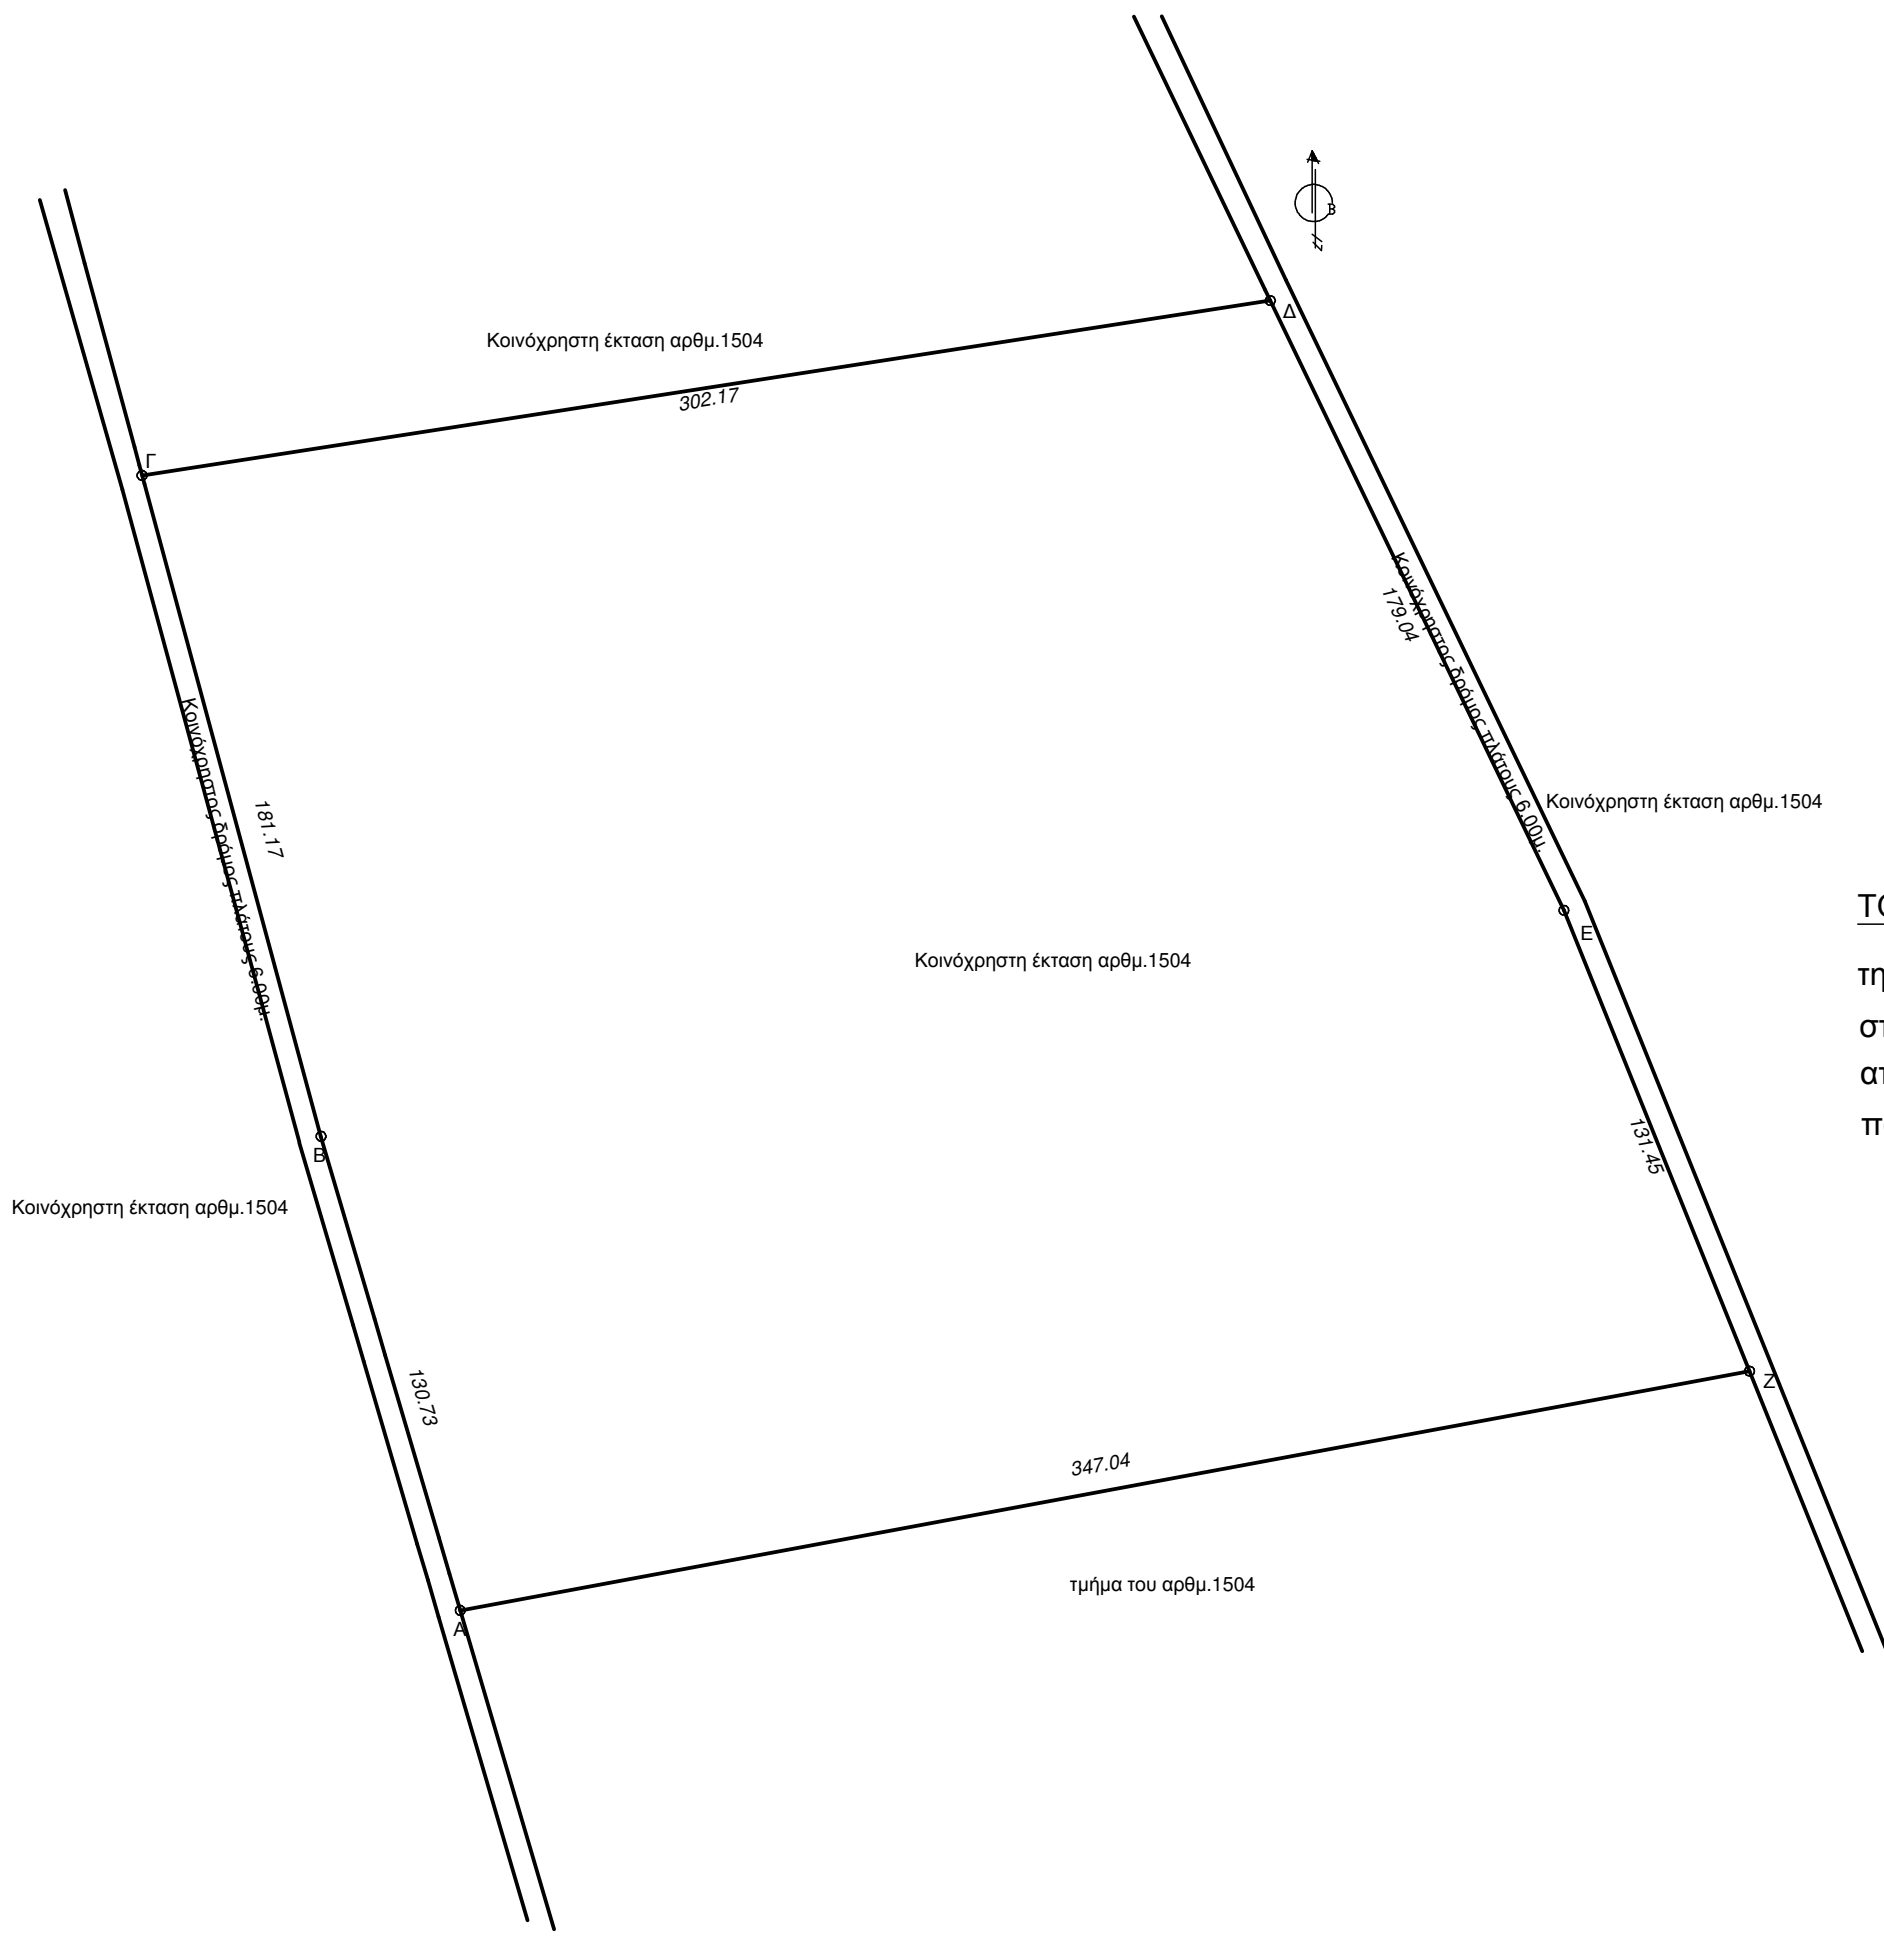 Κοινόχρηστη έκταση αρθμ.1504
302.17
Γ
Δ
Β
Κοινόχρηστος δρόμος πλάτους 6.00μ.
179.04
Κοινόχρηστος δρόμος πλάτους 6.00μ.
181.17
Κοινόχρηστη έκταση αρθμ.1504
Ε
Κοινόχρηστη έκταση αρθμ.1504
131.45
Β
Κοινόχρηστη έκταση αρθμ.1504
130.73
Ζ
347.04
τμήμα του αρθμ.1504
Α